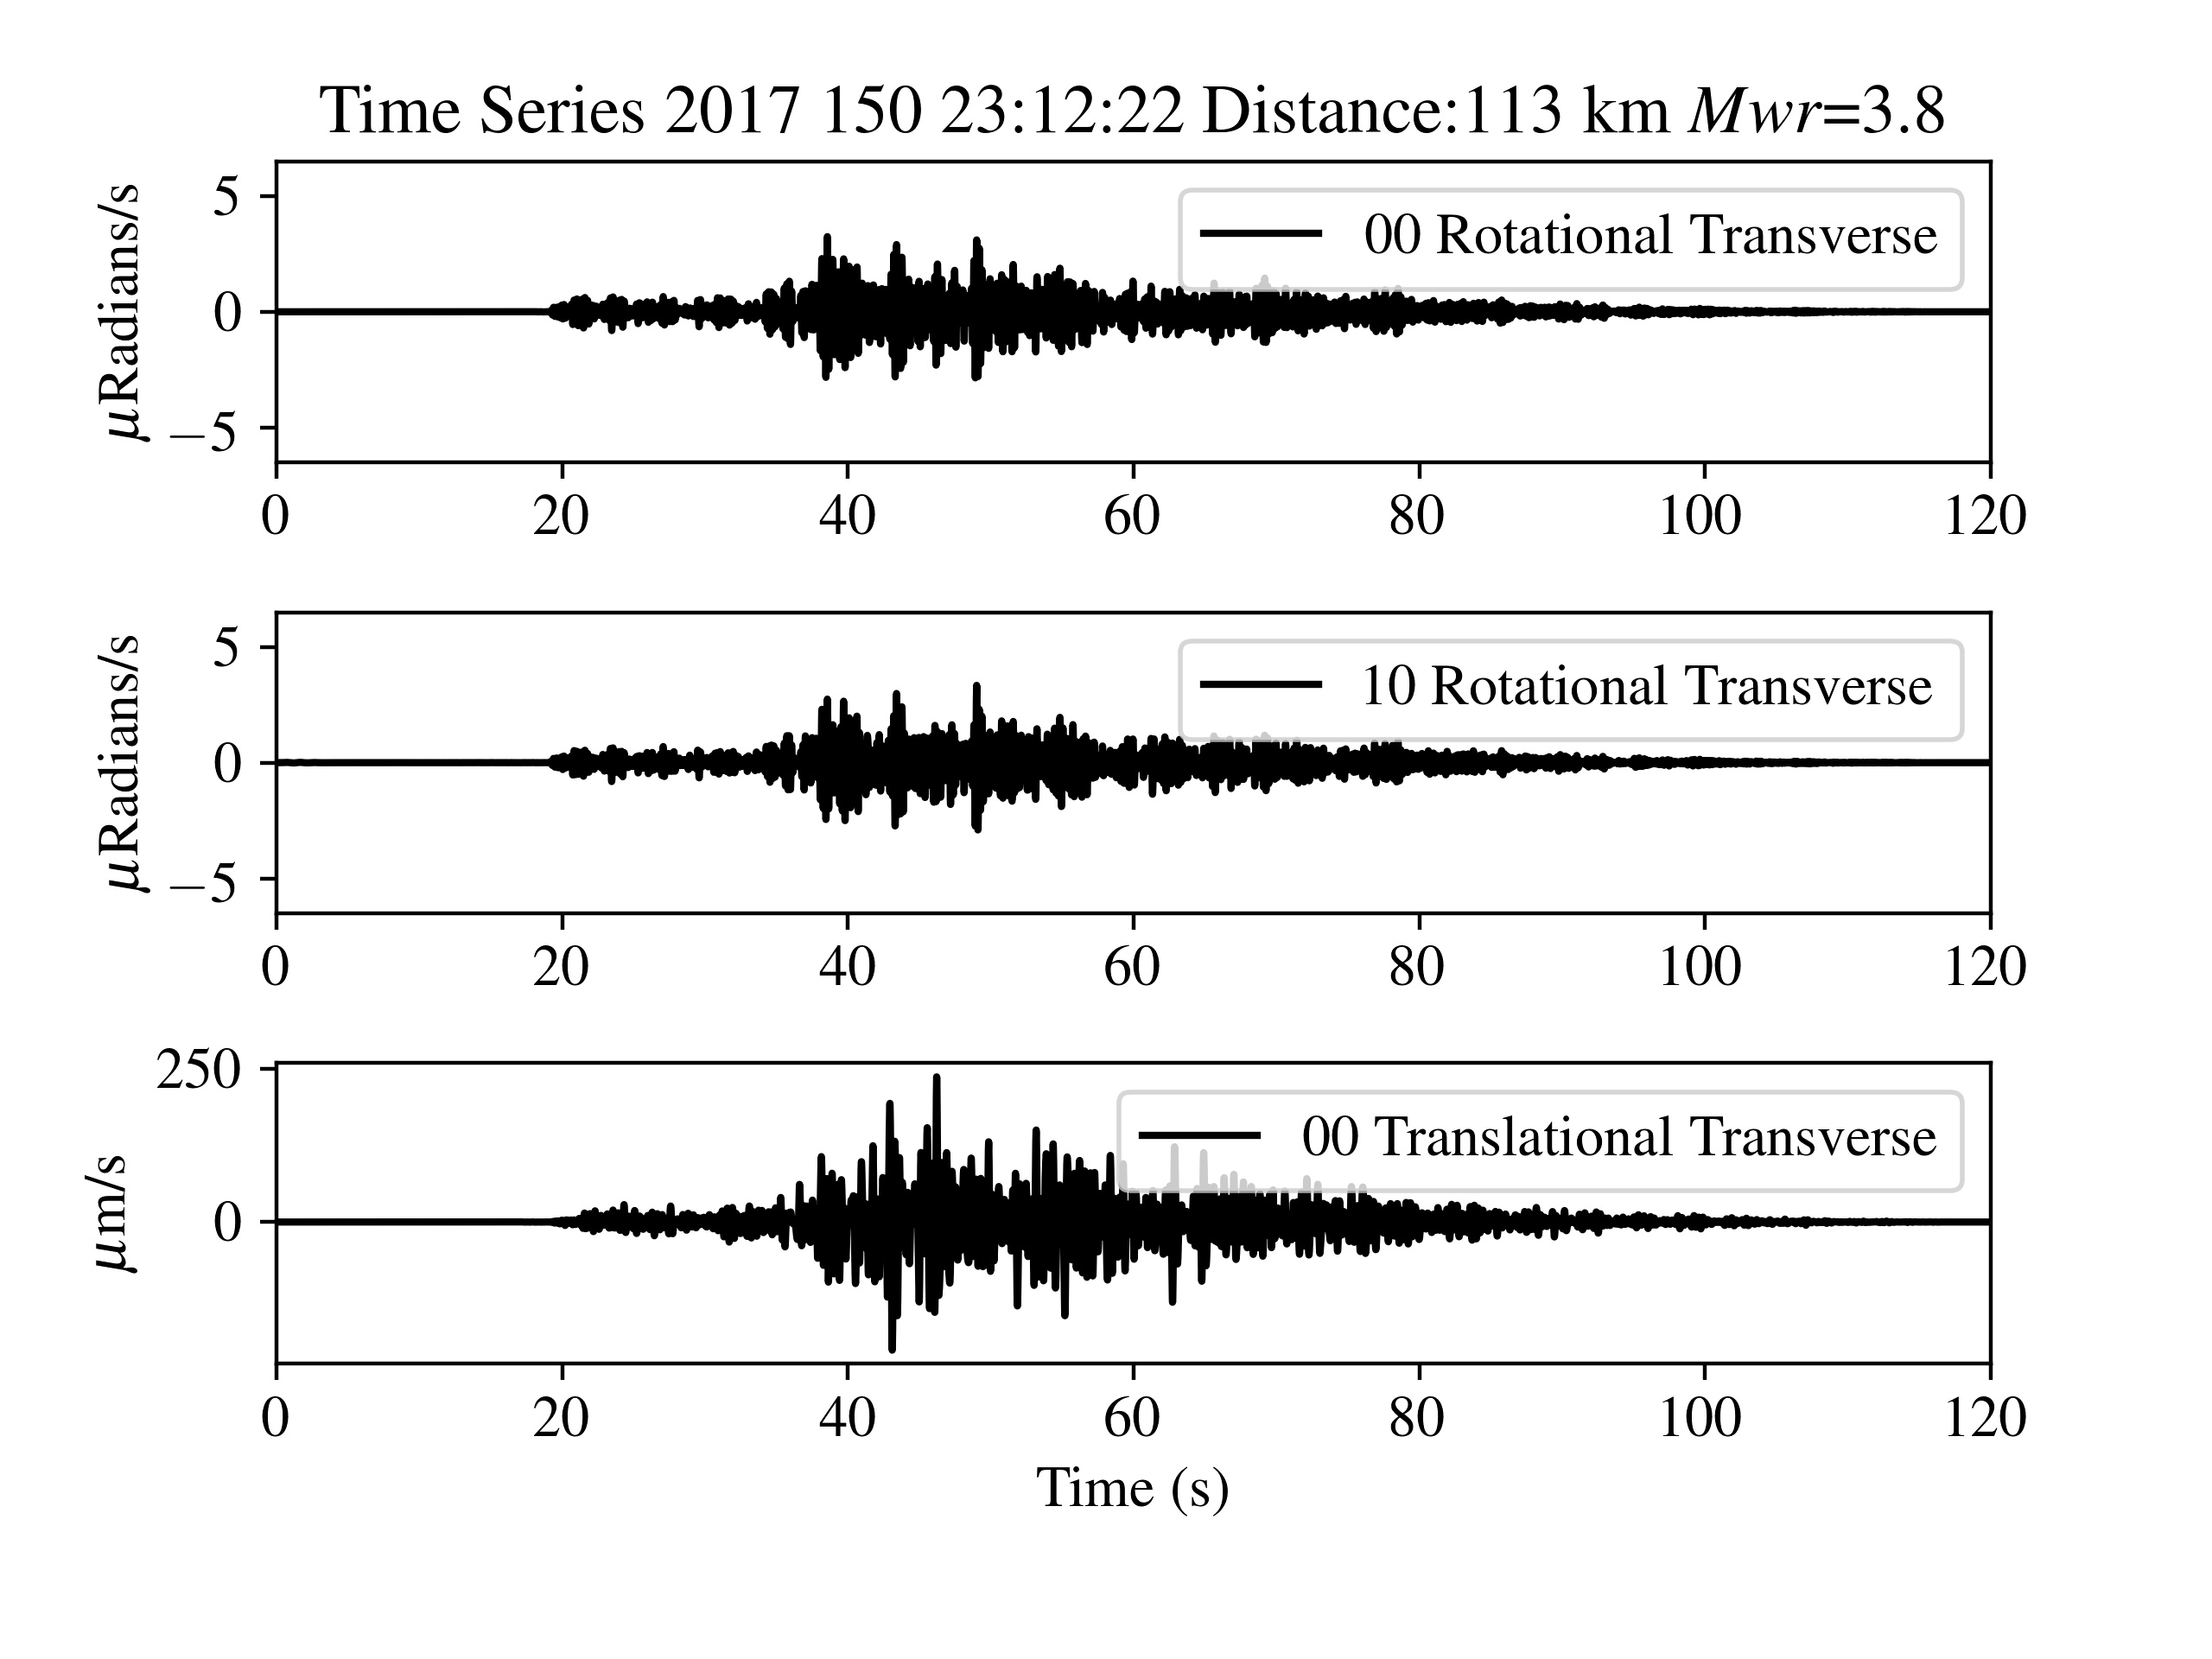 Time Series 2017 150 23:12:22 Distance:113 km Mwr=3.8
μRadians/s
5
0
−5
00 Rotational Transverse
0 20 40 60 80 100 120
μRadians/s
5
0
−5
10 Rotational Transverse
0 20 40 60 80 100 120
μm/s
250
0
00 Translational Transverse
0 20 40 60 80 100 120
Time (s)